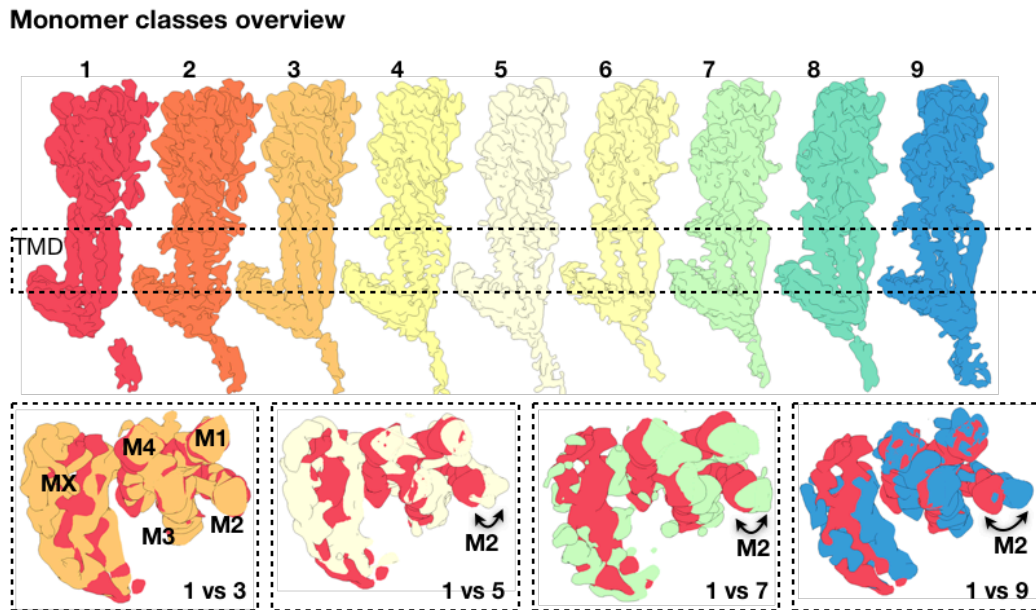 Monomer classes overview
1 2 3 4 5 6 7 8 9
TMD
M4 M1
MX
M3 M2
1 vs 3
M2
1 vs 5
M2
1 vs 7
M2
1 vs 9